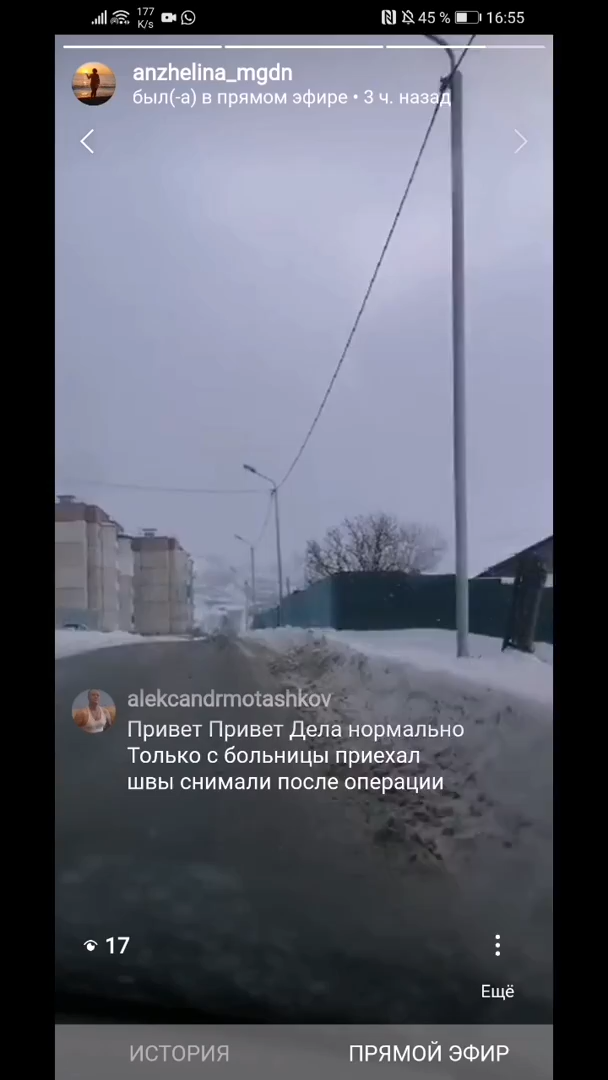 177
K/s
45 %
16:55
anzhelina_mgdn
был(-а) в прямом эфире • 3 ч. назад
alekcandrmotashkov
Привет Привет Дела нормально
Только с больницы приехал
швы снимали после операции
17
Ещё
ИСТОРИЯ
ПРЯМОЙ ЭФИР